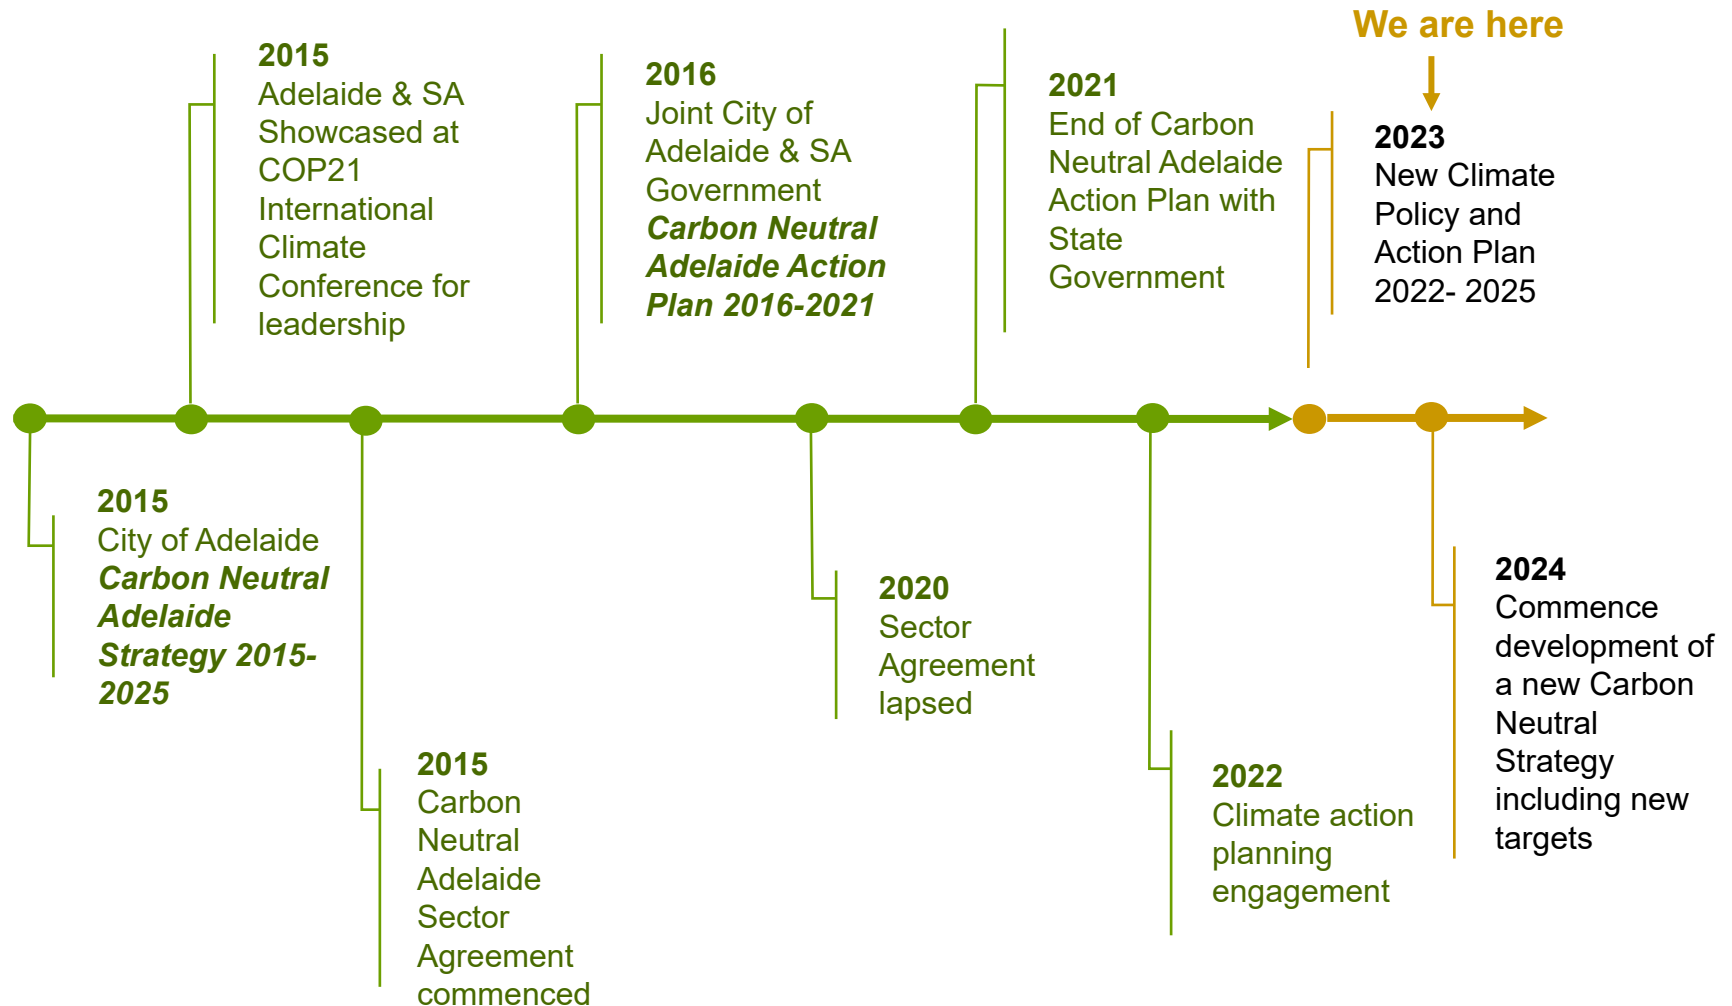 We are here
2015
Adelaide & SA
Showcased at
COP21
International
Climate
Conference for
leadership
2016
Joint City of
Adelaide & SA
Government
Carbon Neutral
Adelaide Action
Plan 2016-2021
2021
End of Carbon
Neutral Adelaide
Action Plan with
State
Government
2023
New Climate
Policy and
Action Plan
2022- 2025
2015
City of Adelaide
Carbon Neutral
Adelaide
Strategy 2015-
2025
2015
Carbon
Neutral
Adelaide
Sector
Agreement
commenced
2020
Sector
Agreement
lapsed
2022
Climate action
planning
engagement
2024
Commence
development of
a new Carbon
Neutral
Strategy
including new
targets